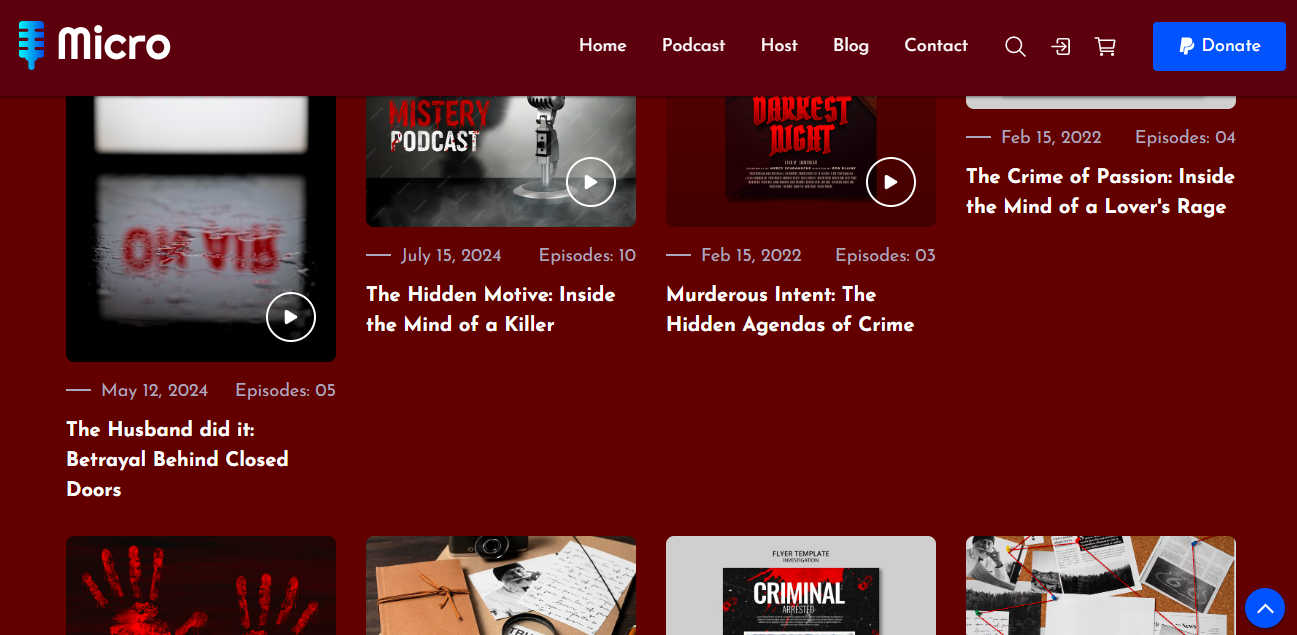 Micro
Home
Podcast
Host
Blog
Contact
Donate
MISTERY
PODCAST
DARKEST
NIGHT
Feb 15, 2022
Episodes: 04
The Crime of Passion: Inside
the Mind of a Lover's Rage
July 15, 2024
Episodes: 10
The Hidden Motive: Inside
the Mind of a Killer
Feb 15, 2022
Episodes: 03
Murderous Intent: The
Hidden Agendas of Crime
May 12, 2024
Episodes: 05
The Husband did it:
Betrayal Behind Closed
Doors
FLYER TEMPLATE
INVESTIGATION
CRIMINAL
ARRESTED